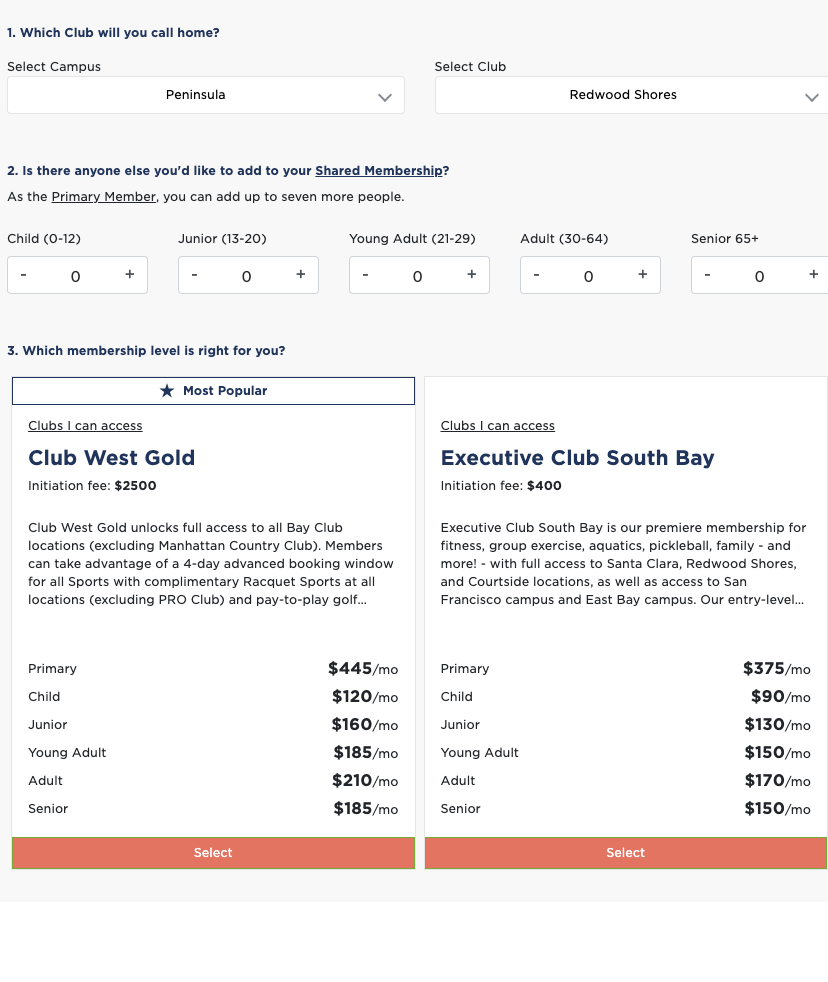 1. Which Club will you call home?
Select Campus
Select Club
Peninsula
Redwood Shores
2. Is there anyone else you'd like to add to your Shared Membership?
As the Primary Member, you can add up to seven more people.
Child (0-12)
Junior (13-20)
Young Adult (21-29)
Adult (30-64)
Senior 65+
- 0 +
- 0 +
- 0 +
- 0 +
- 0 +
3. Which membership level is right for you?
★ Most Popular
Clubs I can access
Club West Gold
Initiation fee: $2500
Club West Gold unlocks full access to all Bay Club
locations (excluding Manhattan Country Club). Members
can take advantage of a 4-day advanced booking window
for all Sports with complimentary Racquet Sports at all
locations (excluding PRO Club) and pay-to-play golf...
Primary $445/mo
Child $120/mo
Junior $160/mo
Young Adult $185/mo
Adult $210/mo
Senior $185/mo
Select
Clubs I can access
Executive Club South Bay
Initiation fee: $400
Executive Club South Bay is our premiere membership for
fitness, group exercise, aquatics, pickleball, family - and
more! - with full access to Santa Clara, Redwood Shores,
and Courtside locations, as well as access to San
Francisco campus and East Bay campus. Our entry-level...
Primary $375/mo
Child $90/mo
Junior $130/mo
Young Adult $150/mo
Adult $170/mo
Senior $150/mo
Select